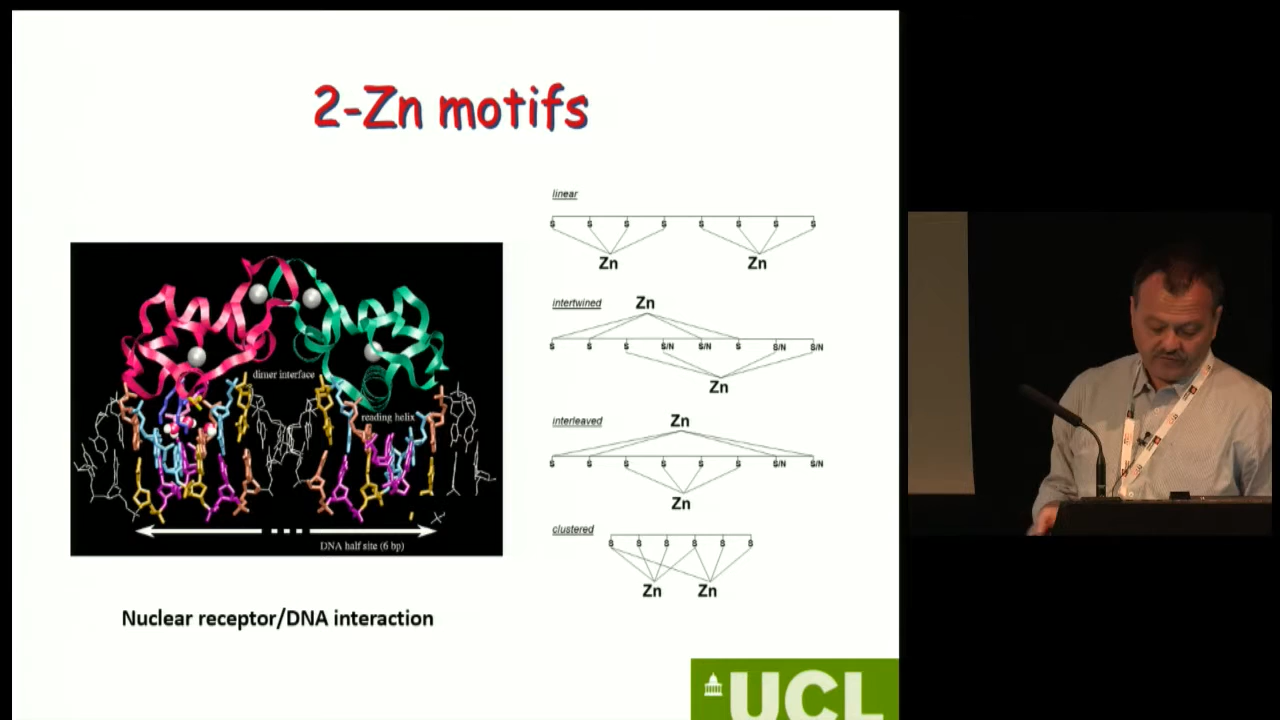 2-Zn motifs
linear
S S S S S S S S
Zn Zn
intertwined Zn
S S S S/N S/N S S/N S/N
Zn
interleaved Zn
S S S S S S S/N S/N
Zn
clustered
S S S S S S
Zn Zn
dimer interface
reading helix
DNA half site (6 bp)
Nuclear receptor/DNA interaction
UCL